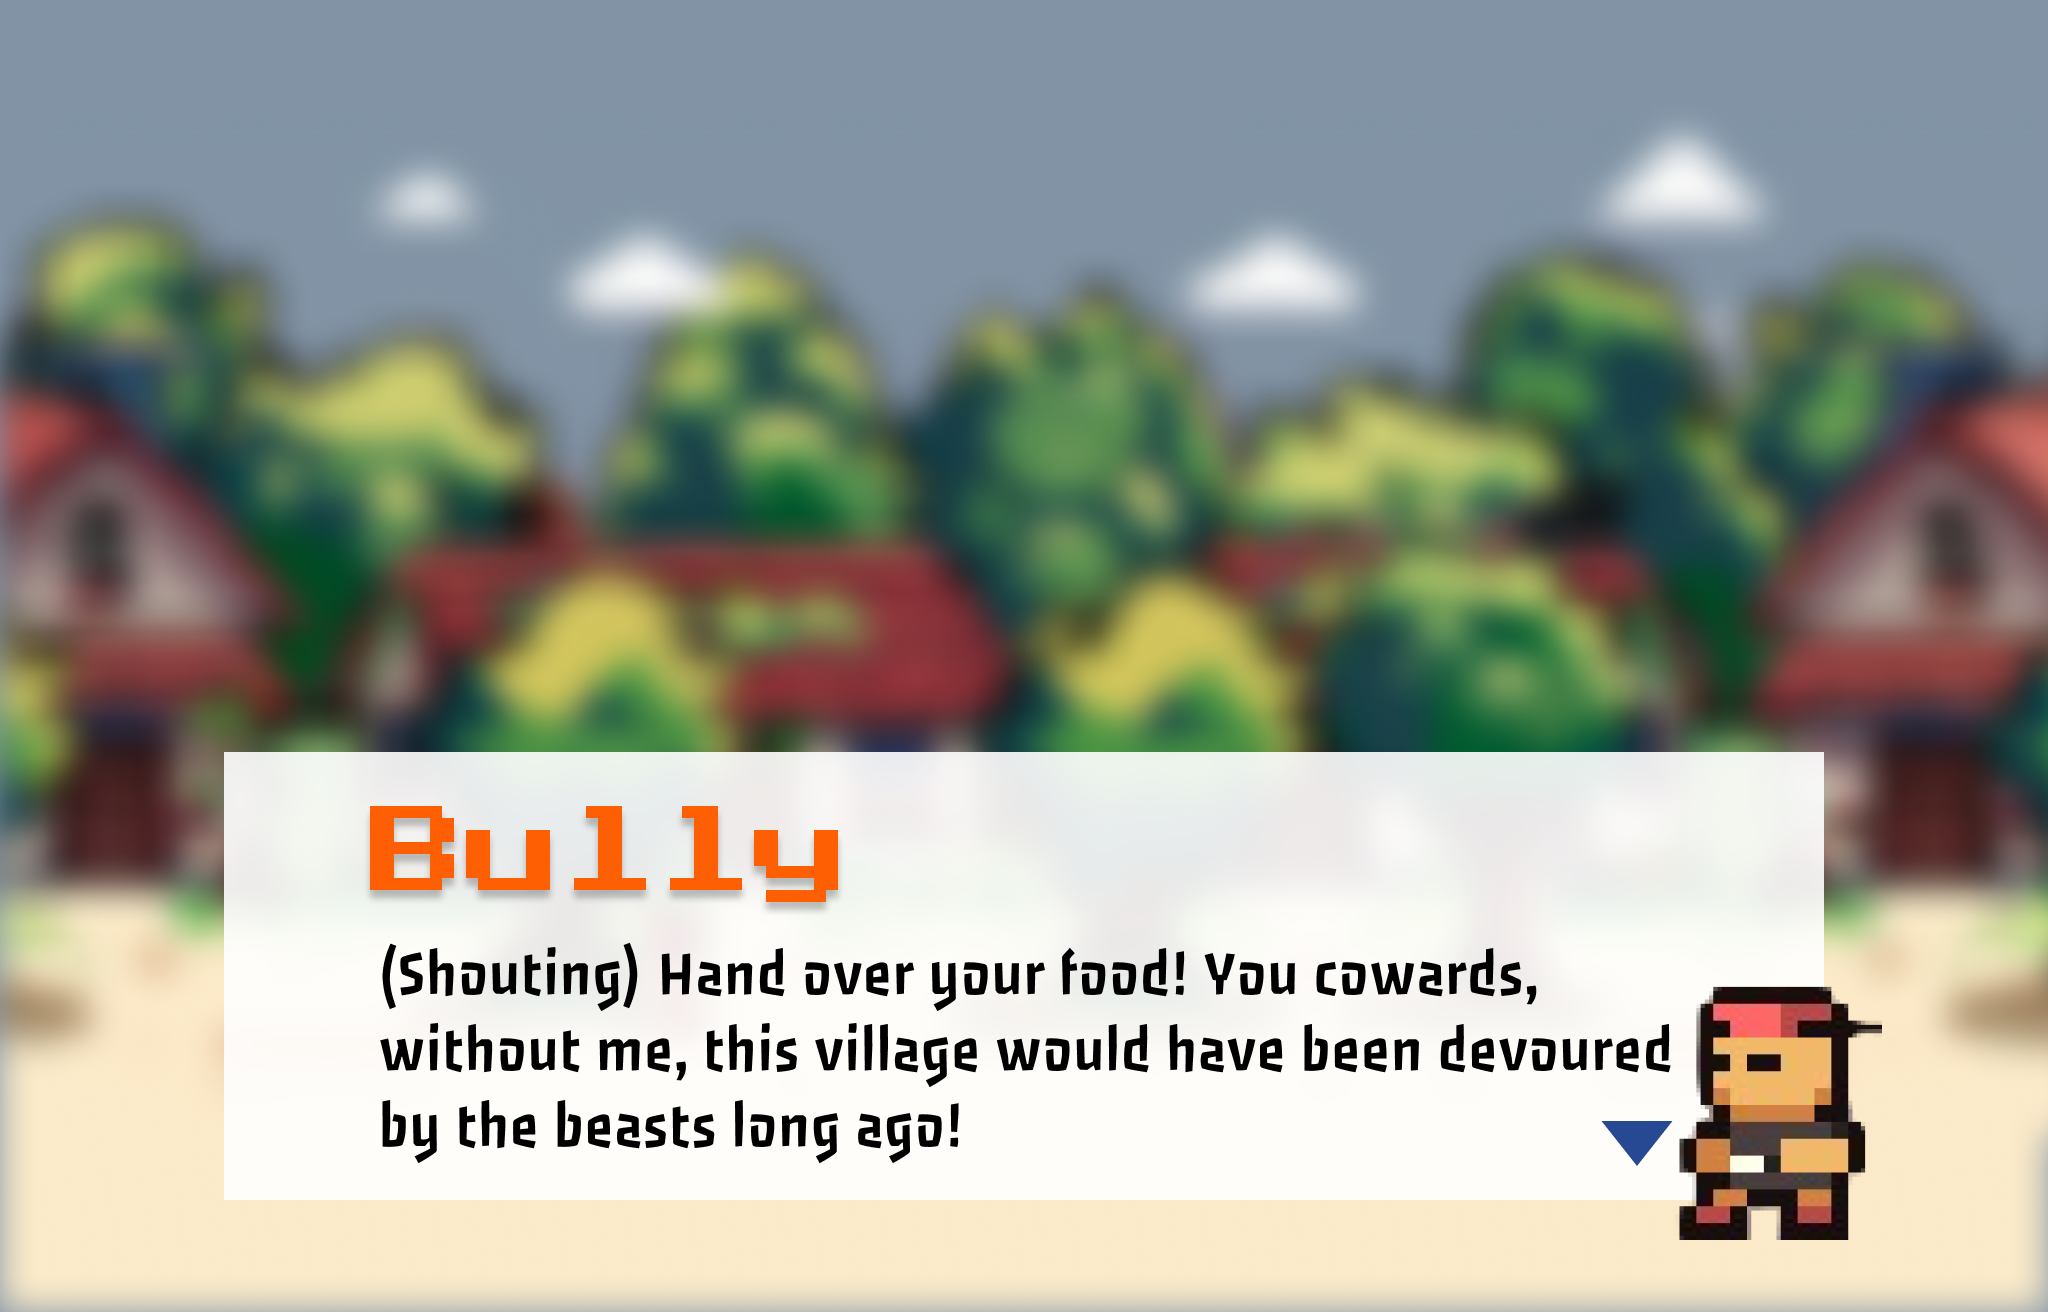 Bully
(Shouting) Hand over your food! You cowards,
without me, this village would have been devoured
by the beasts long ago!